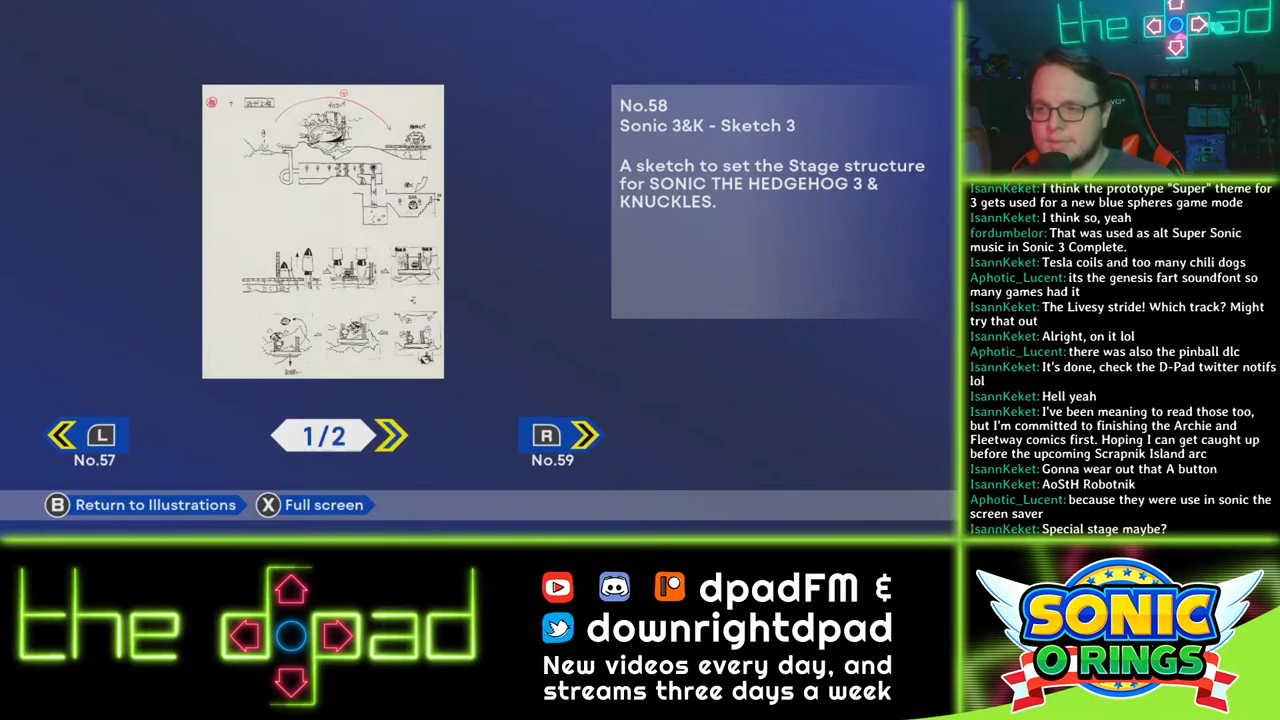 No.58
Sonic 3&K - Sketch 3
A sketch to set the Stage structure
for SONIC THE HEDGEHOG 3 &
KNUCKLES.
L
No.57
1/2
R
No.59
B Return to Illustrations
X Full screen
the dpad
IsannKeket: I think the prototype "Super" theme for
3 gets used for a new blue spheres game mode
IsannKeket: I think so, yeah
fordumbelor: That was used as alt Super Sonic
music in Sonic 3 Complete.
IsannKeket: Tesla coils and too many chili dogs
Aphotic_Lucent: its the genesis fart soundfont so
many games had it
IsannKeket: The Livesy stride! Which track? Might
try that out
IsannKeket: Alright, on it lol
Aphotic_Lucent: there was also the pinball dlc
IsannKeket: It's done, check the D-Pad twitter notifs
lol
IsannKeket: Hell yeah
IsannKeket: I've been meaning to read those too,
but I'm committed to finishing the Archie and
Fleetway comics first. Hoping I can get caught up
before the upcoming Scrapnik Island arc
IsannKeket: Gonna wear out that A button
IsannKeket: AoStH Robotnik
Aphotic_Lucent: because they were use in sonic the
screen saver
IsannKeket: Special stage maybe?
the dpad
dpadFM &
downrightdpad
New videos every day, and
streams three days a week
SONIC
O RINGS